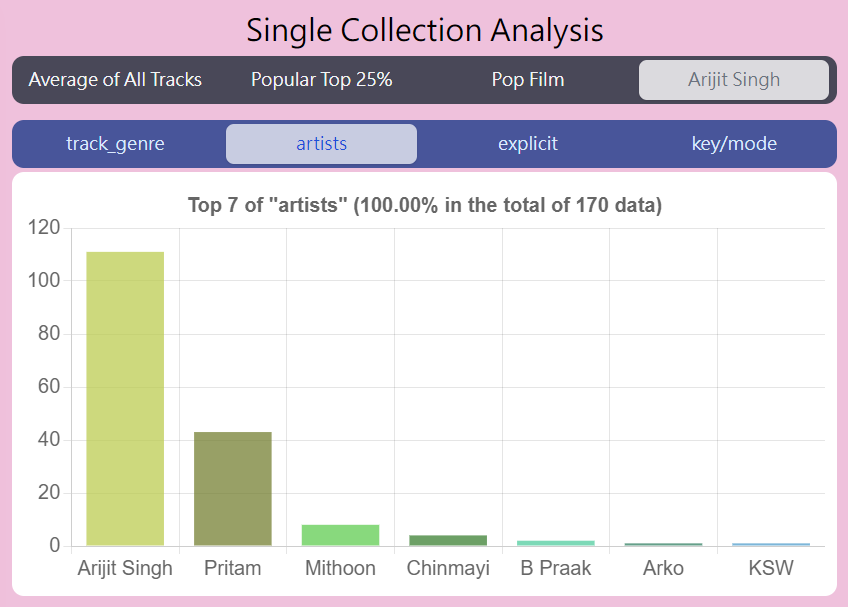 Single Collection Analysis
Average of All Tracks Popular Top 25% Pop Film Arijit Singh
track_genre artists explicit key/mode
Top 7 of "artists" (100.00% in the total of 170 data)
120
100
80
60
40
20
0
Arijit Singh Pritam Mithoon Chinmayi B Praak Arko KSW